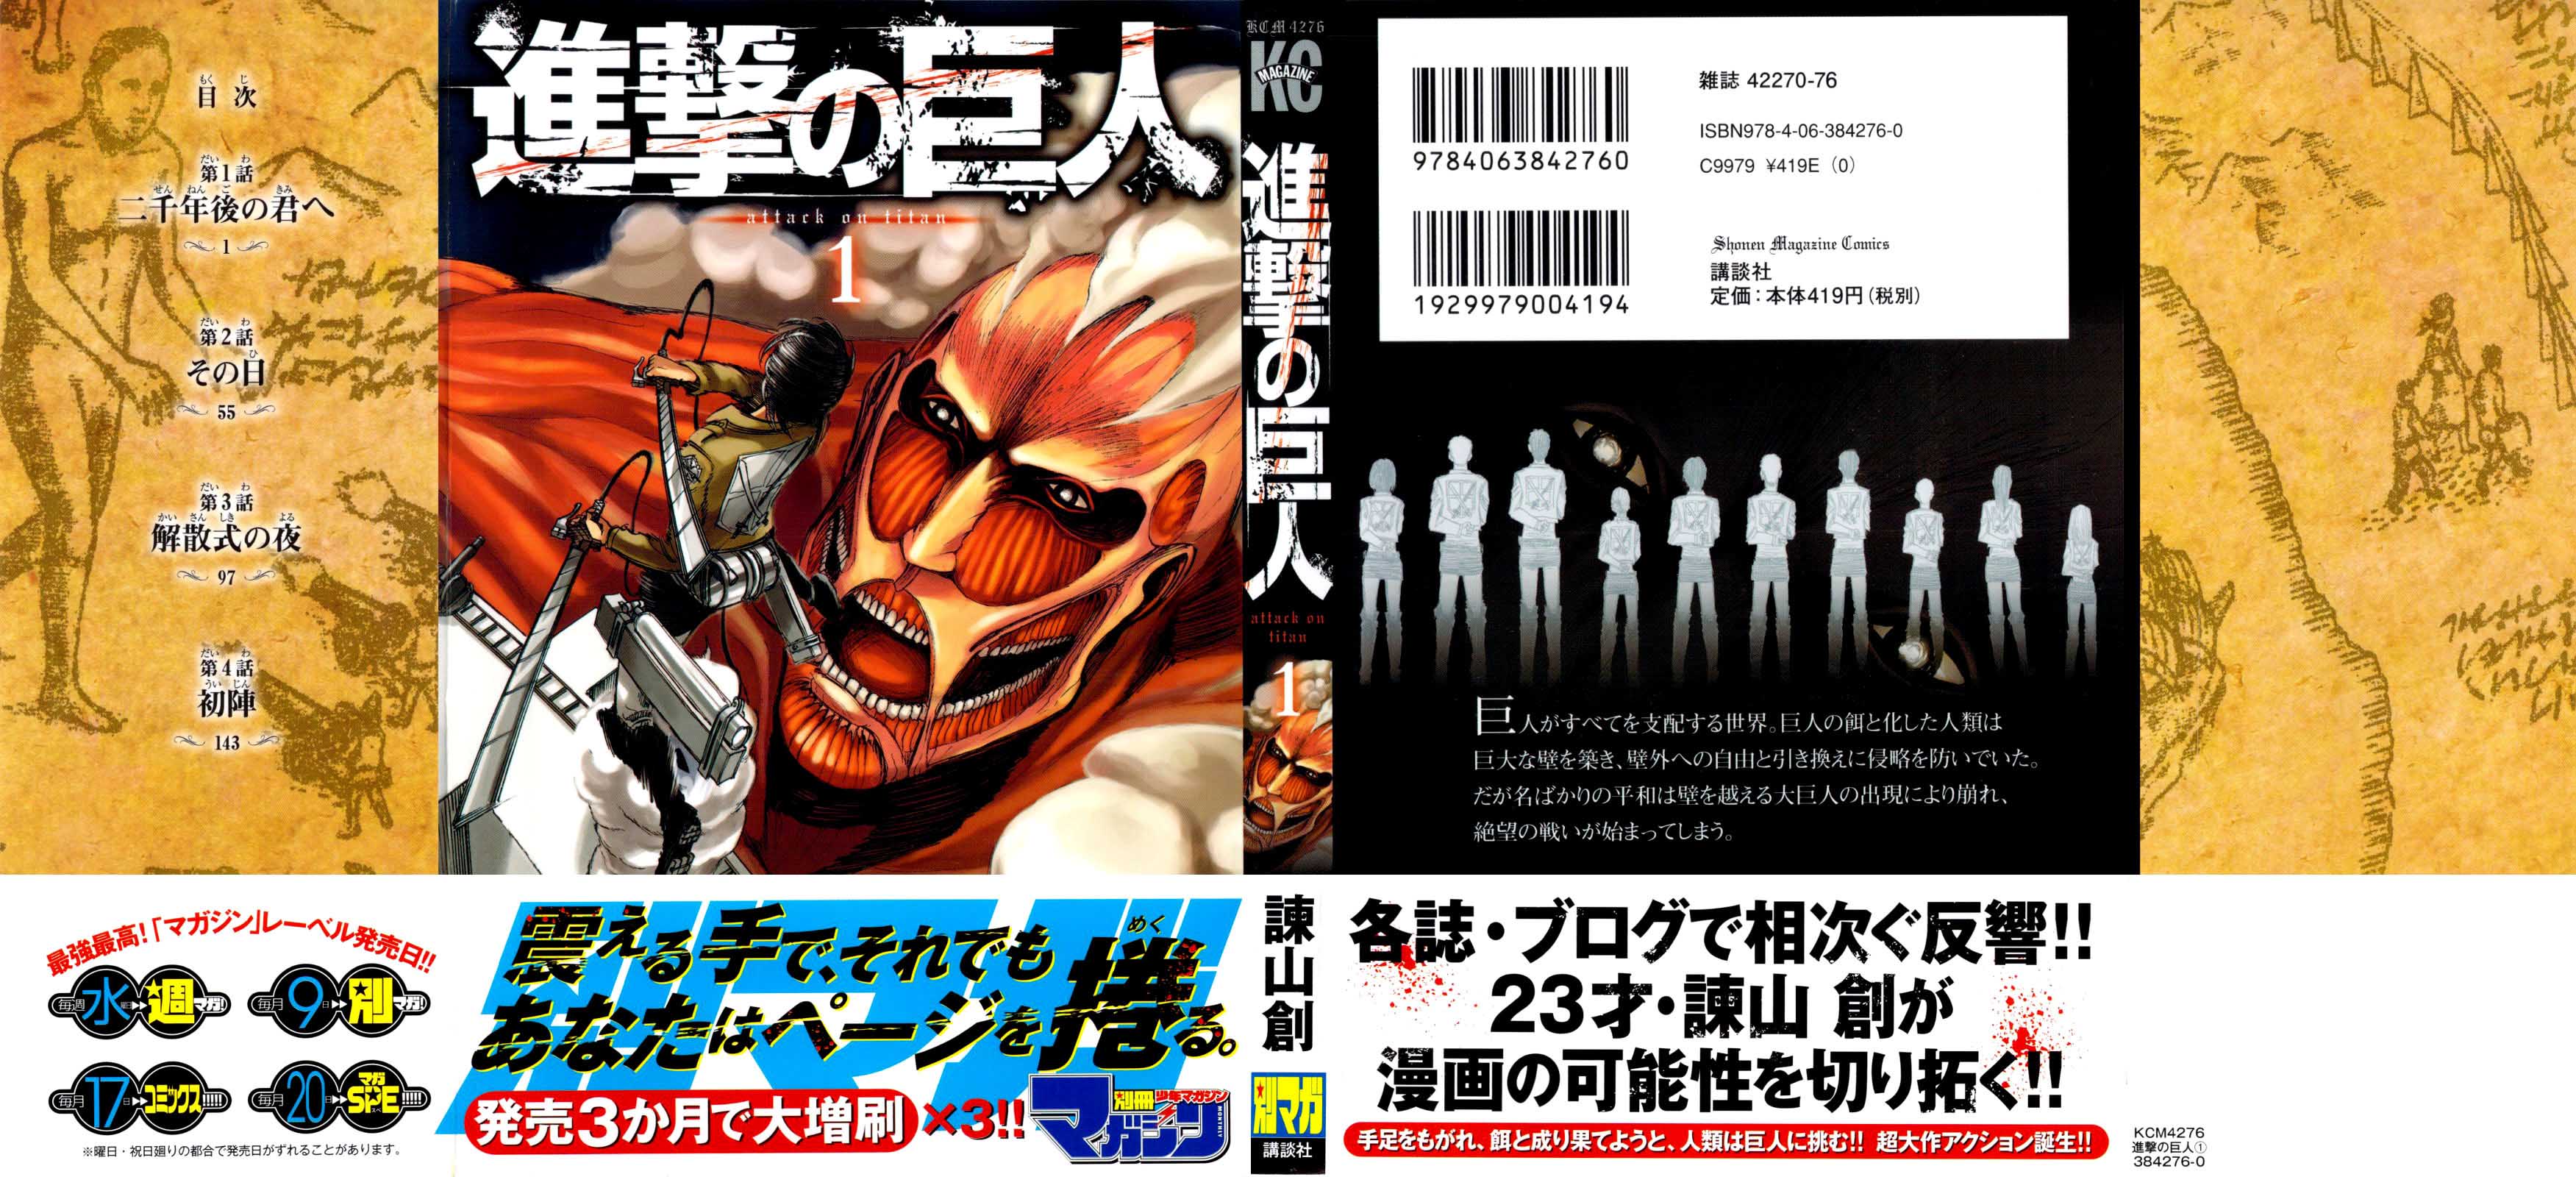 目次
第1話
二千年後の君へ
1
第2話
その日
55
第3話
解散式の夜
97
第4話
初陣
143
進撃の巨人
attack on titan
1
KCM 4276
KC
MAGAZINE
進撃の巨人
attack on
titan
1
9784063842760
1929979004194
雑誌 42270-76
ISBN978-4-06-384276-0
C9979 ¥419E (0)
Shonen Magazine Comics
講談社
定価：本体419円（税別）
巨人がすべてを支配する世界。巨人の餌と化した人類は
巨大な壁を築き、壁外への自由と引き換えに侵略を防いでいた。
だが名ばかりの平和は壁を越える大巨人の出現により崩れ、
絶望の戦いが始まってしまう。
最強最高!「マガジン」レーベル発売日!!
毎週水曜日▶▶週マガ!
毎月9日▶▶別マガ!
毎月17日▶▶コミックス!!!!!
毎月20日▶▶マガSPE!!!!!
※曜日・祝日廻りの都合で発売日がずれることがあります。
震える手で、それでも
あなたはページを捲る。
発売3か月で大増刷×3!!
別冊少年マガジン
MONTHLY
諫山創
別マガ
講談社
各誌・ブログで相次ぐ反響!!
23才・諫山 創が
漫画の可能性を切り拓く!!
手足をもがれ、餌と成り果てようと、人類は巨人に挑む!! 超大作アクション誕生!!
KCM4276
進撃の巨人①
384276-0